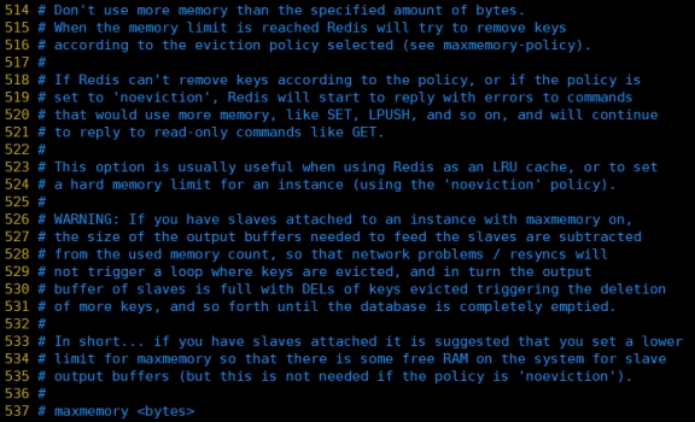 514 # Don't use more memory than the specified amount of bytes.
515 # When the memory limit is reached Redis will try to remove keys
516 # according to the eviction policy selected (see maxmemory-policy).
517 #
518 # If Redis can't remove keys according to the policy, or if the policy is
519 # set to 'noeviction', Redis will start to reply with errors to commands
520 # that would use more memory, like SET, LPUSH, and so on, and will continue
521 # to reply to read-only commands like GET.
522 #
523 # This option is usually useful when using Redis as an LRU cache, or to set
524 # a hard memory limit for an instance (using the 'noeviction' policy).
525 #
526 # WARNING: If you have slaves attached to an instance with maxmemory on,
527 # the size of the output buffers needed to feed the slaves are subtracted
528 # from the used memory count, so that network problems / resyncs will
529 # not trigger a loop where keys are evicted, and in turn the output
530 # buffer of slaves is full with DELs of keys evicted triggering the deletion
531 # of more keys, and so forth until the database is completely emptied.
532 #
533 # In short... if you have slaves attached it is suggested that you set a lower
534 # limit for maxmemory so that there is some free RAM on the system for slave
535 # output buffers (but this is not needed if the policy is 'noeviction').
536 #
537 # maxmemory <bytes>